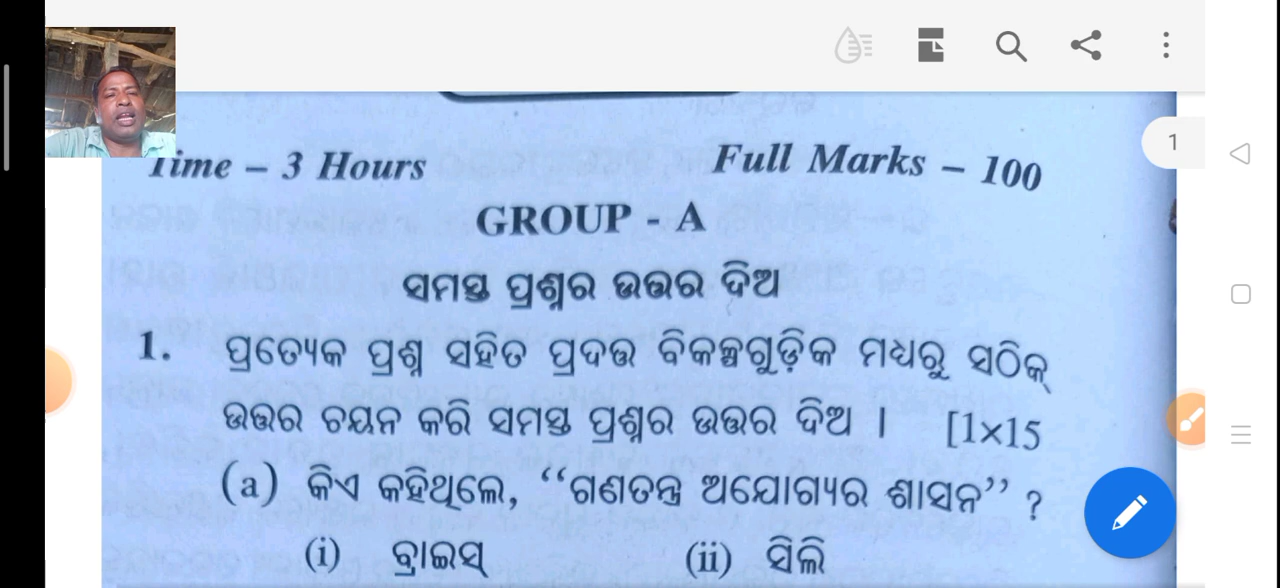 1
Time – 3 Hours Full Marks – 100
GROUP - A
ସମସ୍ତ ପ୍ରଶ୍ନର ଉତ୍ତର ଦିଅ
1. ପ୍ରତ୍ୟେକ ପ୍ରଶ୍ନ ସହିତ ପ୍ରଦତ୍ତ ବିକଳ୍ପଗୁଡ଼ିକ ମଧ୍ୟରୁ ସଠିକ୍
ଉତ୍ତର ଚୟନ କରି ସମସ୍ତ ପ୍ରଶ୍ନର ଉତ୍ତର ଦିଅ । [1×15
(a) କିଏ କହିଥିଲେ, ‘‘ଗଣତନ୍ତ୍ର ଅଯୋଗ୍ୟର ଶାସନ’’ ?
(i) ବ୍ରାଇସ୍ (ii) ସିଲି